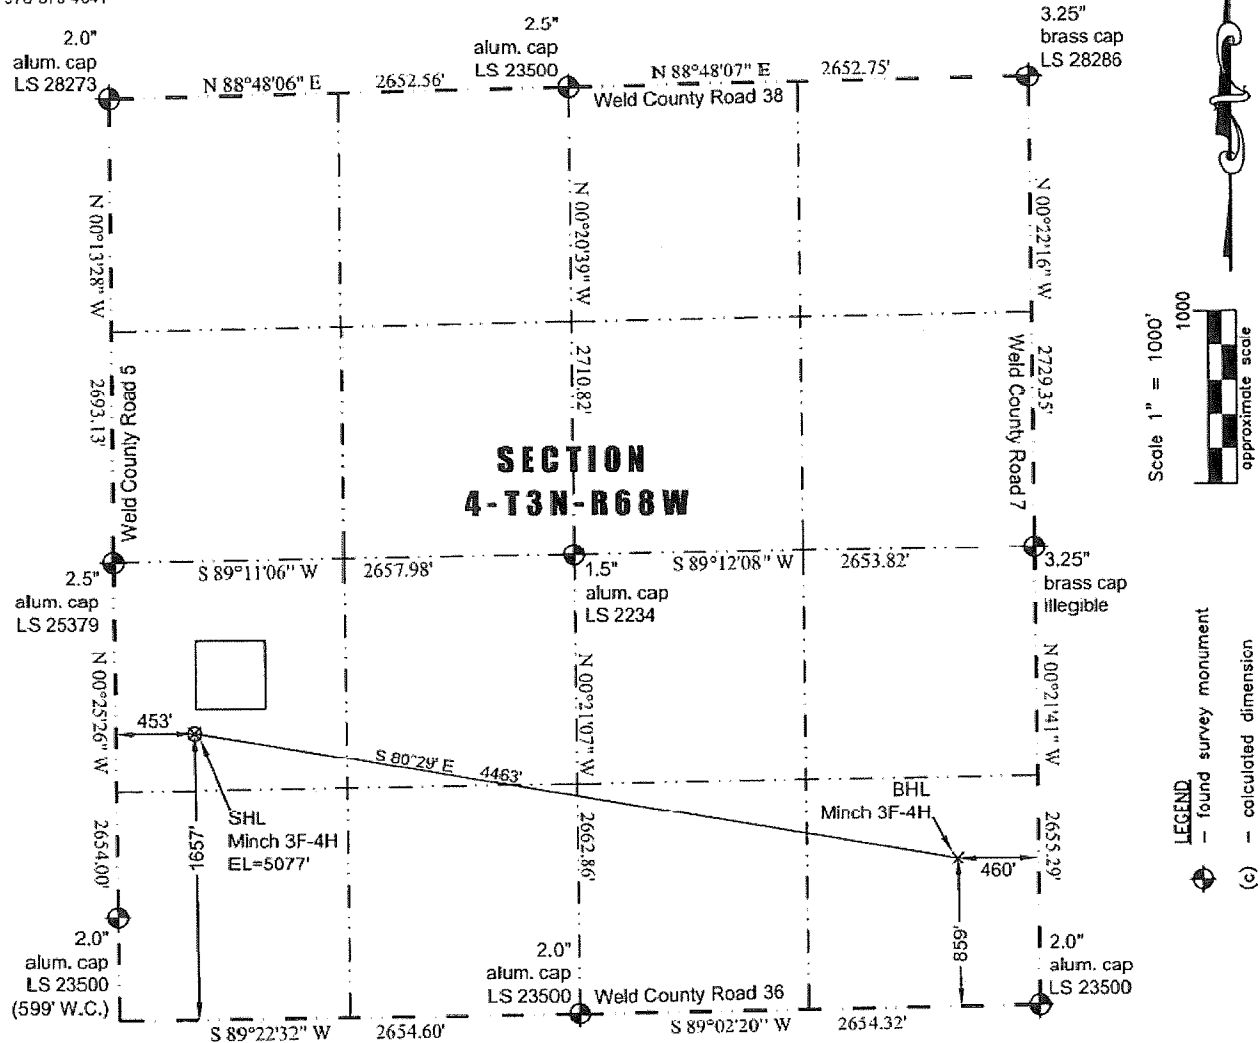 2.0"
alum. cap
LS 28273
2.5"
alum. cap
LS 23500
3.25"
brass cap
LS 28286
N 88°48'06" E
2652.56'
N 88°48'07" E
2652.75'
Weld County Road 38
N 00°13'28" W
2693.13'
Weld County Road 5
N 00°20'39" W
2710.82'
N 00°22'16" W
2729.35'
Weld County Road 7
SECTION
4-T3N-R68W
Scale 1" = 1000'
1000
approximate scale
2.5"
alum. cap
LS 25379
S 89°11'06" W
2657.98'
1.5"
alum. cap
LS 2234
S 89°12'08" W
2653.82'
3.25"
brass cap
illegible
N 00°25'26" W
2654.00'
453'
S 80°29' E
4463'
N 00°21'07" W
2662.86'
N 00°21'41" W
2655.29'
SHL
Minch 3F-4H
EL=5077'
1657'
BHL
Minch 3F-4H
460'
859'
LEGEND
- found survey monument
(c) - calculated dimension
2.0"
alum. cap
LS 23500
(599' W.C.)
2.0"
alum. cap
LS 23500
Weld County Road 36
2.0"
alum. cap
LS 23500
S 89°22'32" W
2654.60'
S 89°02'20" W
2654.32'